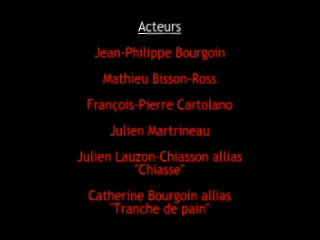 Acteurs
Jean-Philippe Bourgoin
Mathieu Bisson-Ross
François-Pierre Cartolano
Julien Martrineau
Julien Lauzon-Chiasson allias
"Chiasse"
Catherine Bourgoin allias
"Tranche de pain"